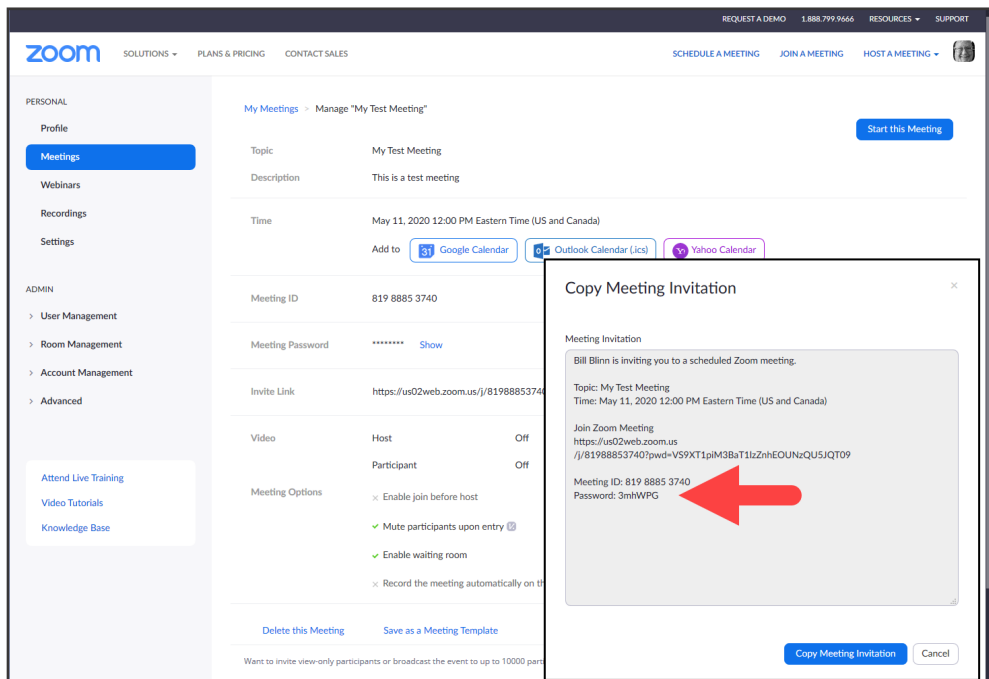 REQUEST A DEMO 1.888.799.9666 RESOURCES SUPPORT
zoom SOLUTIONS PLANS & PRICING CONTACT SALES SCHEDULE A MEETING JOIN A MEETING HOST A MEETING
PERSONAL
Profile
Meetings
Webinars
Recordings
Settings
ADMIN
> User Management
> Room Management
> Account Management
> Advanced
Attend Live Training
Video Tutorials
Knowledge Base
My Meetings > Manage "My Test Meeting"
Start this Meeting
Topic My Test Meeting
Description This is a test meeting
Time May 11, 2020 12:00 PM Eastern Time (US and Canada)
Add to 31 Google Calendar Outlook Calendar (.ics) Yahoo Calendar
Meeting ID 819 8885 3740
Meeting Password ******** Show
Invite Link https://us02web.zoom.us/j/81988853740
Video Host Off
Participant Off
Meeting Options × Enable join before host
✓ Mute participants upon entry
✓ Enable waiting room
× Record the meeting automatically on th
Delete this Meeting Save as a Meeting Template
Want to invite view-only participants or broadcast the event to up to 10000 part
Copy Meeting Invitation ×
Meeting Invitation
Bill Blinn is inviting you to a scheduled Zoom meeting.
Topic: My Test Meeting
Time: May 11, 2020 12:00 PM Eastern Time (US and Canada)
Join Zoom Meeting
https://us02web.zoom.us
/j/81988853740?pwd=VS9XT1piM3BaT1IzZnhEOUNzQU5JQT09
Meeting ID: 819 8885 3740
Password: 3mhWPG
Copy Meeting Invitation Cancel